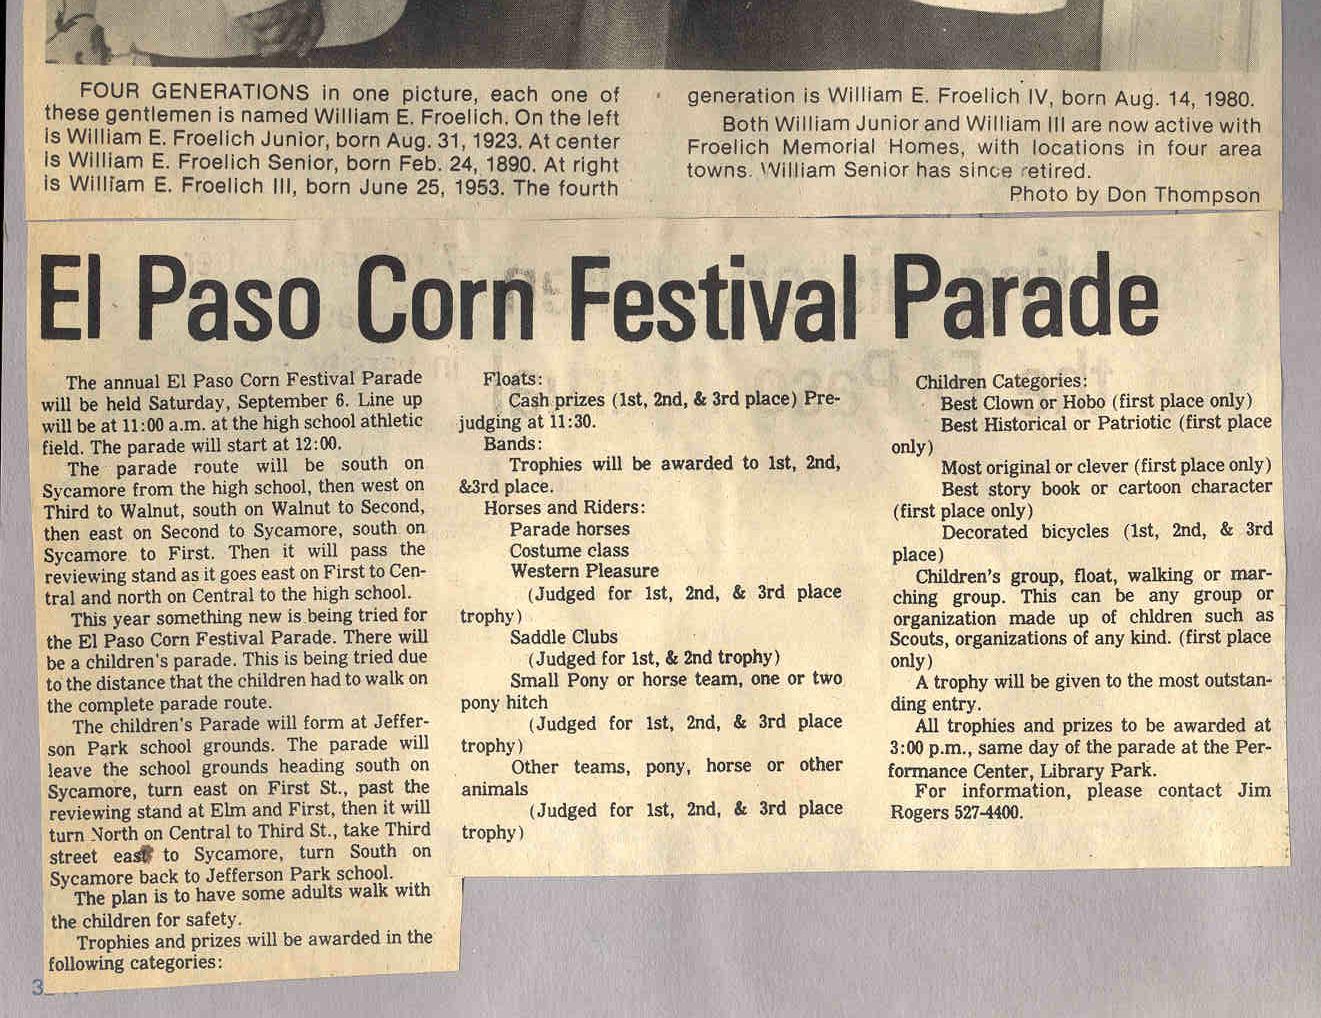 FOUR GENERATIONS in one picture, each one of
these gentlemen is named William E. Froelich. On the left
is William E. Froelich Junior, born Aug. 31, 1923. At center
is William E. Froelich Senior, born Feb. 24, 1890. At right
is William E. Froelich III, born June 25, 1953. The fourth
generation is William E. Froelich IV, born Aug. 14, 1980.
Both William Junior and William III are now active with
Froelich Memorial Homes, with locations in four area
towns. William Senior has since retired.
Photo by Don Thompson
El Paso Corn Festival Parade
The annual El Paso Corn Festival Parade
will be held Saturday, September 6. Line up
will be at 11:00 a.m. at the high school athletic
field. The parade will start at 12:00.
The parade route will be south on
Sycamore from the high school, then west on
Third to Walnut, south on Walnut to Second,
then east on Second to Sycamore, south on
Sycamore to First. Then it will pass the
reviewing stand as it goes east on First to Cen-
tral and north on Central to the high school.
This year something new is being tried for
the El Paso Corn Festival Parade. There will
be a children's parade. This is being tried due
to the distance that the children had to walk on
the complete parade route.
The children's Parade will form at Jeffer-
son Park school grounds. The parade will
leave the school grounds heading south on
Sycamore, turn east on First St., past the
reviewing stand at Elm and First, then it will
turn North on Central to Third St., take Third
street east to Sycamore, turn South on
Sycamore back to Jefferson Park school.
The plan is to have some adults walk with
the children for safety.
Trophies and prizes will be awarded in the
following categories:
Floats:
Cash prizes (1st, 2nd, & 3rd place) Pre-
judging at 11:30.
Bands:
Trophies will be awarded to 1st, 2nd,
&3rd place.
Horses and Riders:
Parade horses
Costume class
Western Pleasure
(Judged for 1st, 2nd, & 3rd place
trophy)
Saddle Clubs
(Judged for 1st, & 2nd trophy)
Small Pony or horse team, one or two
pony hitch
(Judged for 1st, 2nd, & 3rd place
trophy)
Other teams, pony, horse or other
animals
(Judged for 1st, 2nd, & 3rd place
trophy)
Children Categories:
Best Clown or Hobo (first place only)
Best Historical or Patriotic (first place
only)
Most original or clever (first place only)
Best story book or cartoon character
(first place only)
Decorated bicycles (1st, 2nd, & 3rd
place)
Children's group, float, walking or mar-
ching group. This can be any group or
organization made up of chldren such as
Scouts, organizations of any kind. (first place
only)
A trophy will be given to the most outstan-
ding entry.
All trophies and prizes to be awarded at
3:00 p.m., same day of the parade at the Per-
formance Center, Library Park.
For information, please contact Jim
Rogers 527-4400.